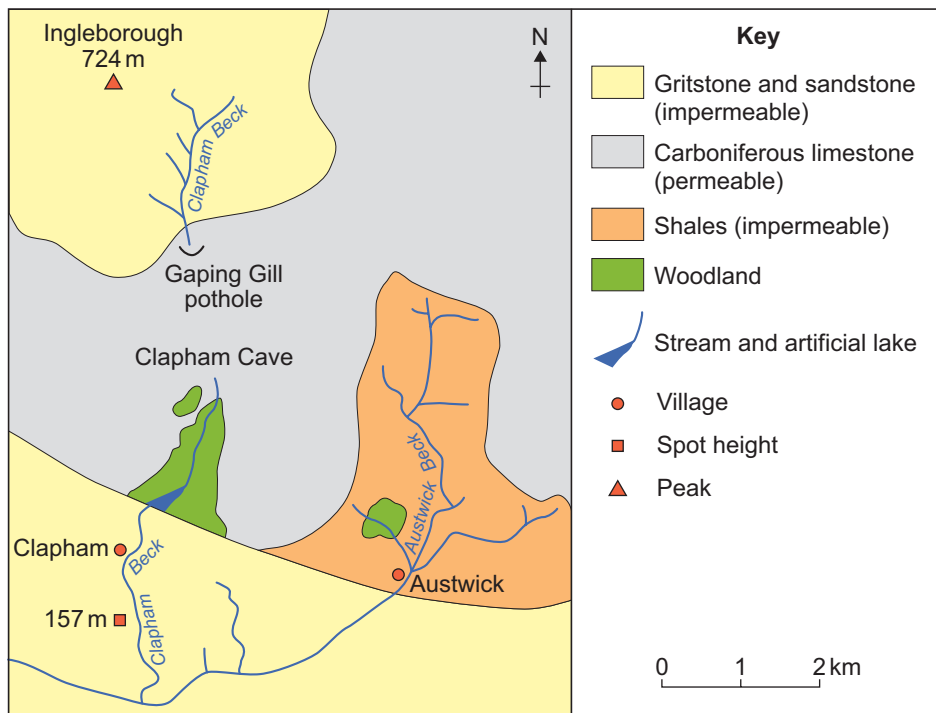 Ingleborough
724 m
N
Clapham Beck
Gaping Gill
pothole
Clapham Cave
Austwick Beck
Clapham
Clapham Beck
Austwick
157 m
Key
Gritstone and sandstone
(impermeable)
Carboniferous limestone
(permeable)
Shales (impermeable)
Woodland
Stream and artificial lake
Village
Spot height
Peak
0 1 2 km